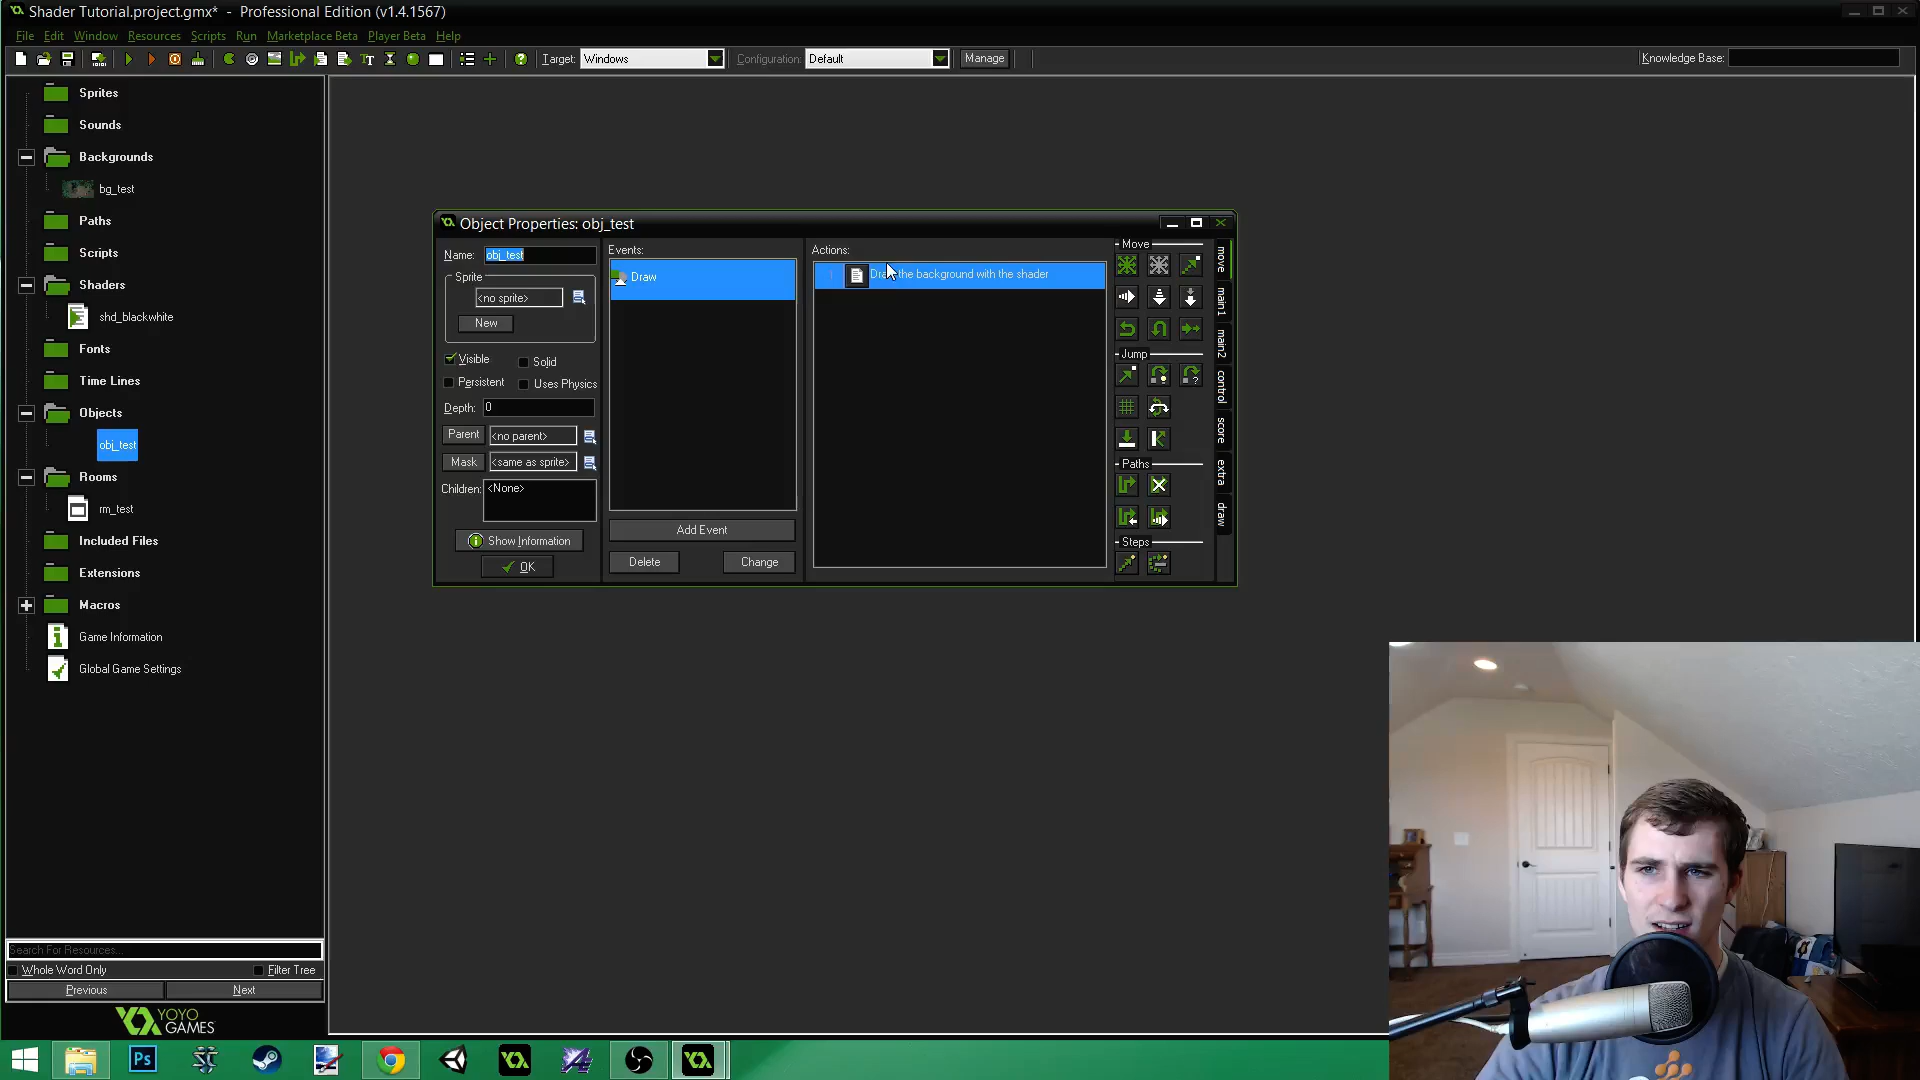 Shader Tutorial.project.gmx* - Professional Edition (v1.4.1567)
File Edit Window Resources Scripts Run Marketplace Beta Player Beta Help
Target: Windows Configuration: Default Manage Knowledge Base:
Sprites
Sounds
Backgrounds
bg_test
Paths
Scripts
Shaders
shd_blackwhite
Fonts
Time Lines
Objects
obj_test
Rooms
rm_test
Included Files
Extensions
Macros
Game Information
Global Game Settings
Search For Resources...
Whole Word Only Filter Tree
Previous Next
YOYO
GAMES
Object Properties: obj_test
Name: obj_test
Sprite
<no sprite>
New
Visible Solid
Persistent Uses Physics
Depth: 0
Parent <no parent>
Mask <same as sprite>
Children: <None>
Show Information
OK
Events:
Draw
Add Event
Delete Change
Actions:
1 the background with the shader
Move
Jump
Paths
Steps
move
main1
main2
control
score
extra
draw
Ps